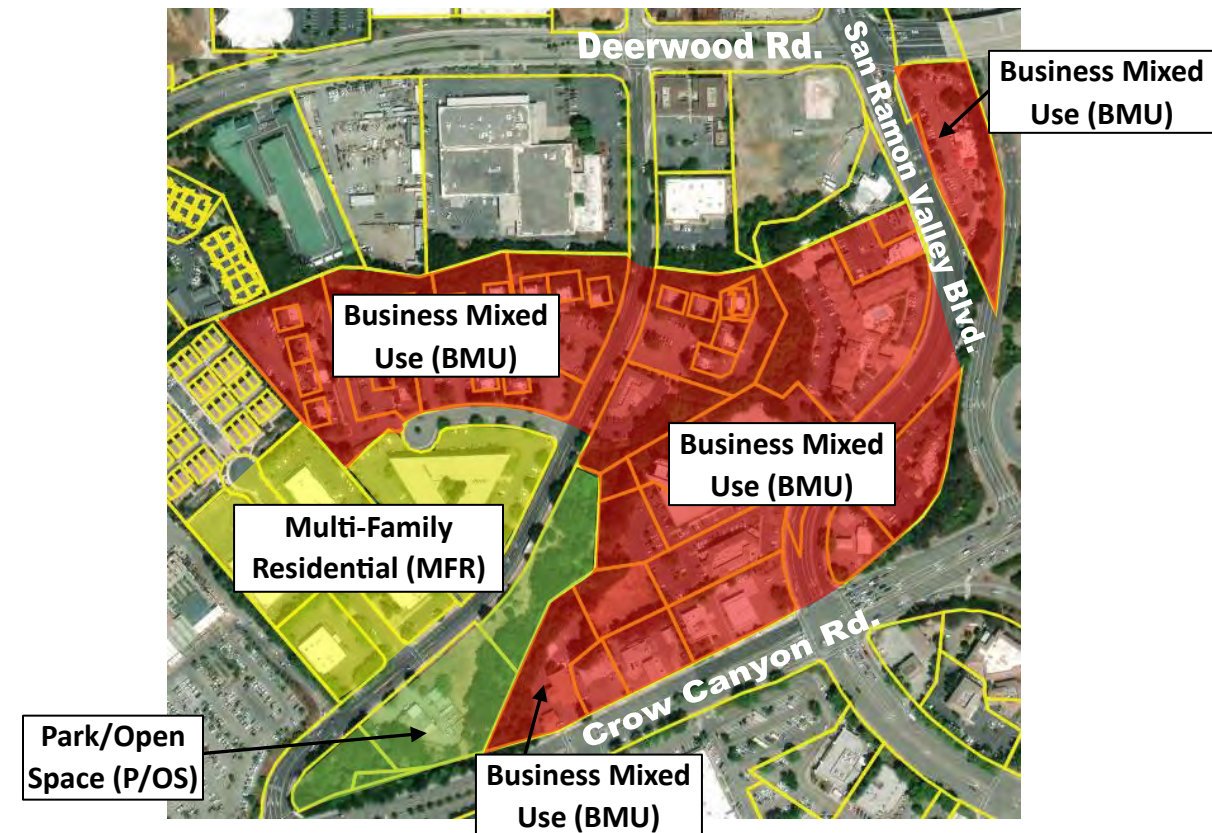 Deerwood Rd.
San Ramon Valley Blvd.
Business Mixed
Use (BMU)
Business Mixed
Use (BMU)
Business Mixed
Use (BMU)
Multi-Family
Residential (MFR)
Crow Canyon Rd.
Park/Open
Space (P/OS)
Business Mixed
Use (BMU)